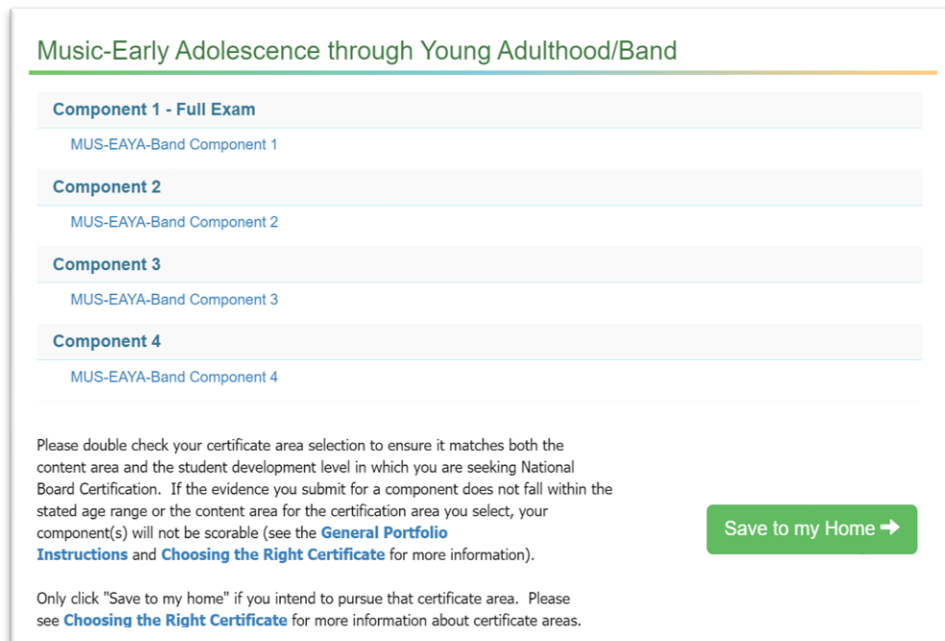 Music-Early Adolescence through Young Adulthood/Band
Component 1 - Full Exam
MUS-EAYA-Band Component 1
Component 2
MUS-EAYA-Band Component 2
Component 3
MUS-EAYA-Band Component 3
Component 4
MUS-EAYA-Band Component 4
Please double check your certificate area selection to ensure it matches both the
content area and the student development level in which you are seeking National
Board Certification.  If the evidence you submit for a component does not fall within the
stated age range or the content area for the certification area you select, your
component(s) will not be scorable (see the General Portfolio
Instructions and Choosing the Right Certificate for more information).
Save to my Home →
Only click "Save to my home" if you intend to pursue that certificate area.  Please
see Choosing the Right Certificate for more information about certificate areas.